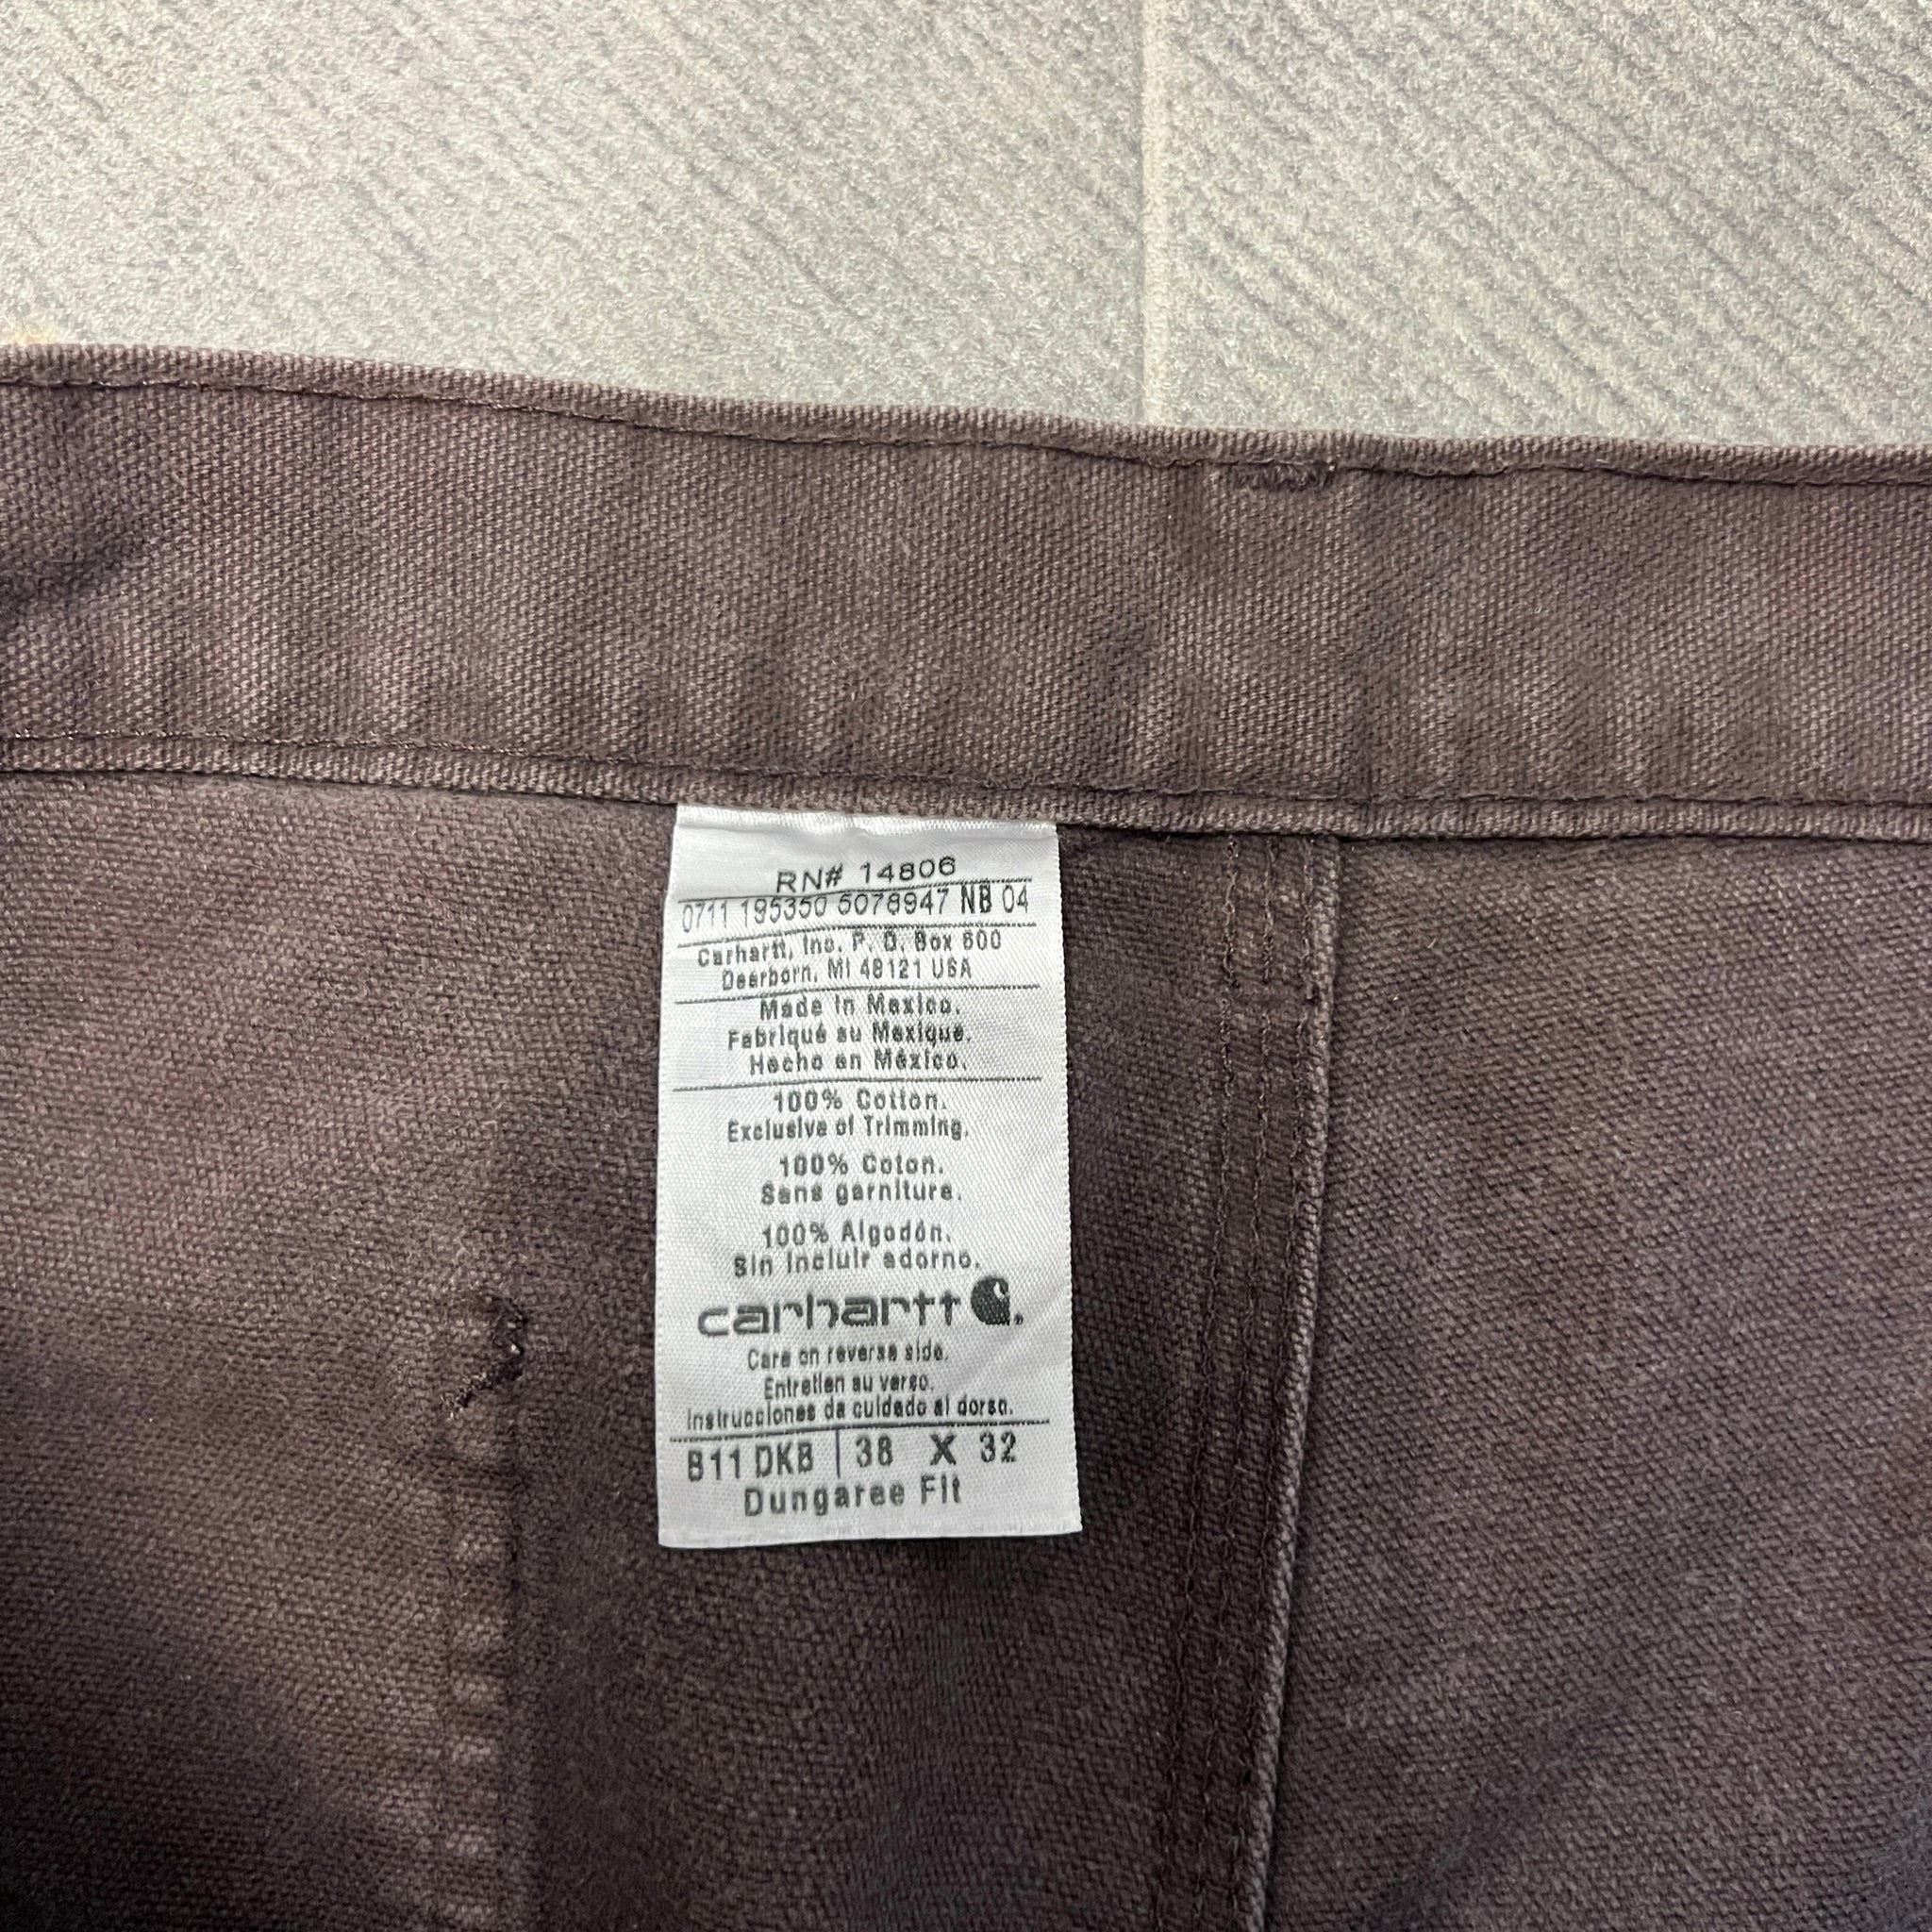 RN# 14806
0711 195350 5078947 NB 04
Carhartt, Inc. P. O. Box 600
Dearborn, MI 48121 USA
Made in Mexico.
Fabriqué au Mexique.
Hecho en México.
100% Cotton.
Exclusive of Trimming.
100% Coton.
Sans garniture.
100% Algodón.
Sin incluir adorno.
carhartt
Care on reverse side.
Entretien au verso.
Instrucciones de cuidado al dorso.
B11 DKB | 38 X 32
Dungaree Fit